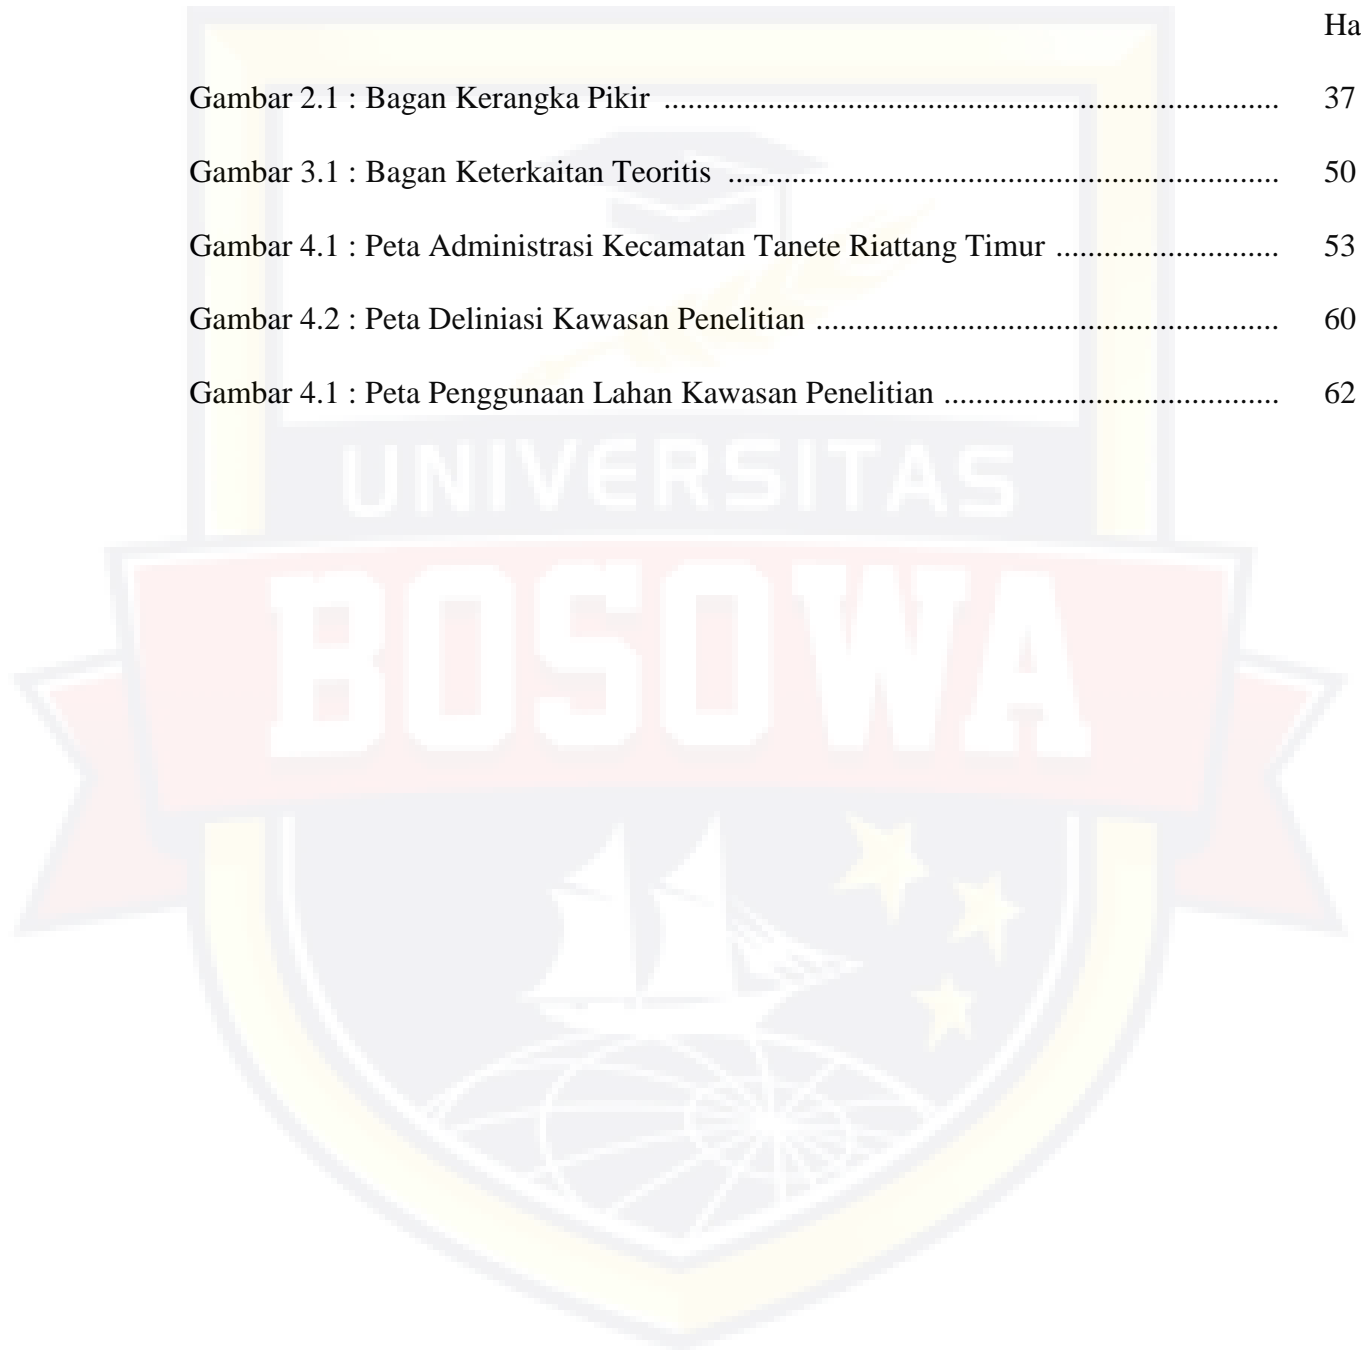 Ha
Gambar 2.1 : Bagan Kerangka Pikir ............................................................................. 37
Gambar 3.1 : Bagan Keterkaitan Teoritis ..................................................................... 50
Gambar 4.1 : Peta Administrasi Kecamatan Tanete Riattang Timur ............................ 53
Gambar 4.2 : Peta Deliniasi Kawasan Penelitian .......................................................... 60
Gambar 4.1 : Peta Penggunaan Lahan Kawasan Penelitian .......................................... 62
UNIVERSITAS
BOSOWA